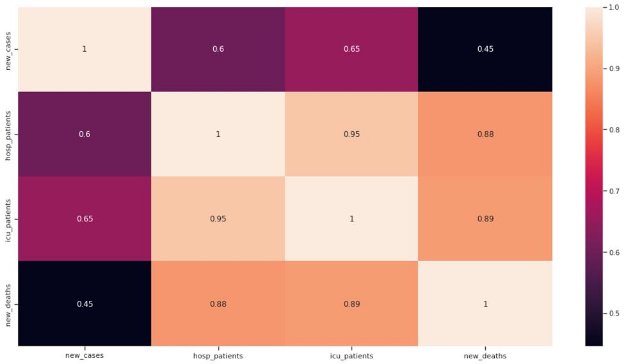 new_cases 1 0.6 0.65 0.45
hosp_patients 0.6 1 0.95 0.88
icu_patients 0.65 0.95 1 0.89
new_deaths 0.45 0.88 0.89 1
new_cases hosp_patients icu_patients new_deaths
1.0
0.9
0.8
0.7
0.6
0.5